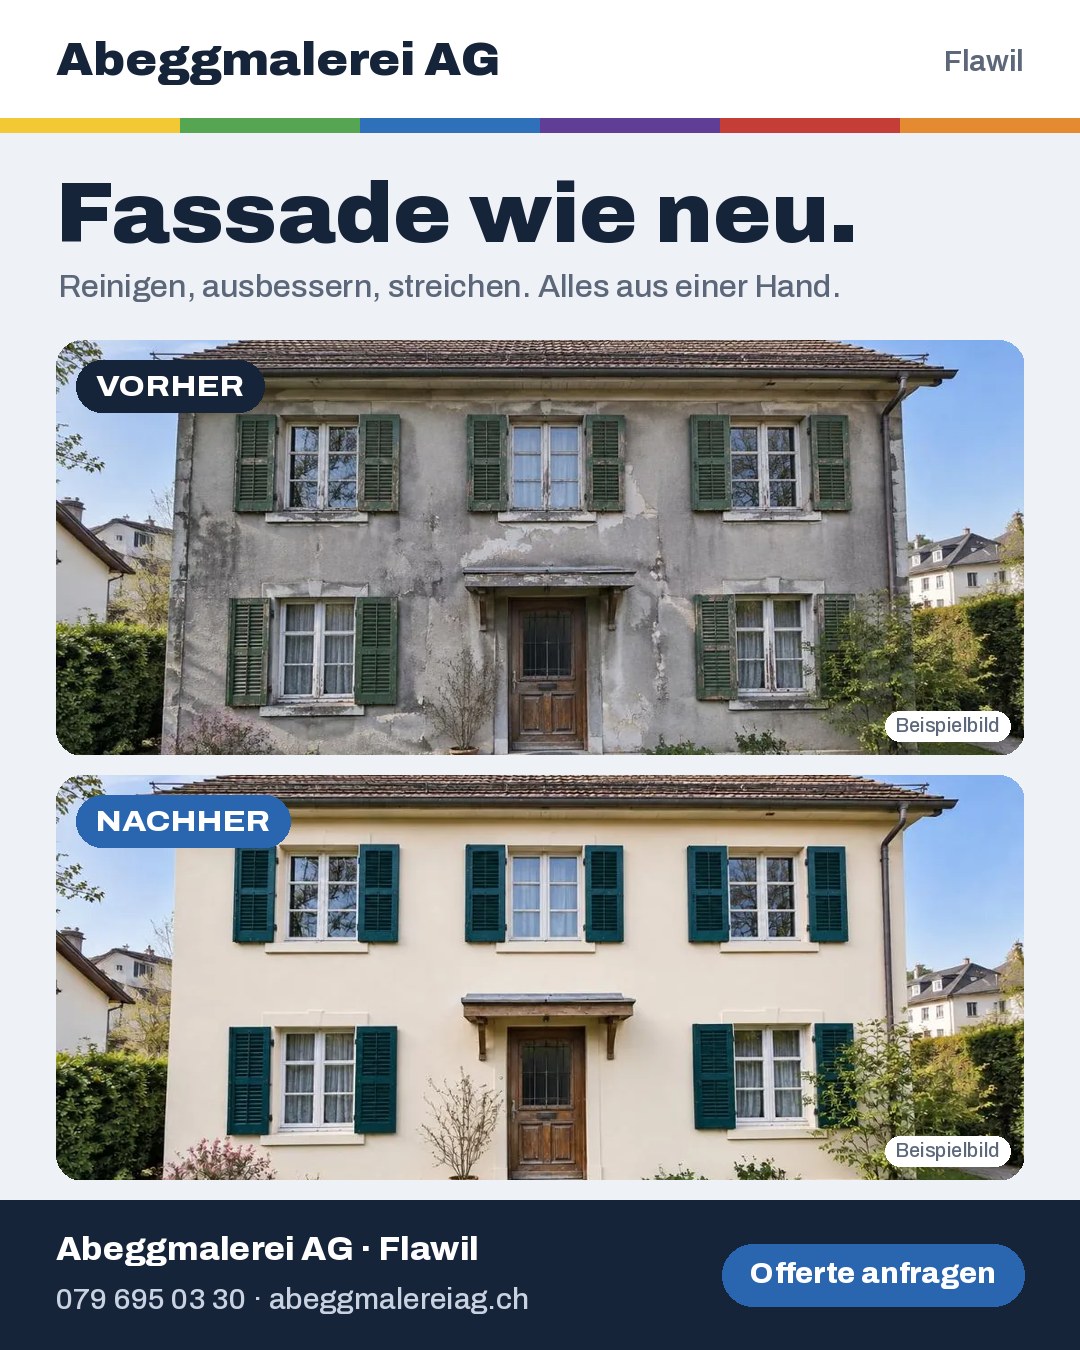 Abeggmalerei AG
Flawil
Fassade wie neu.
Reinigen, ausbessern, streichen. Alles aus einer Hand.
VORHER
Beispielbild
NACHHER
Beispielbild
Abeggmalerei AG · Flawil
079 695 03 30 · abeggmalereiag.ch
Offerte anfragen